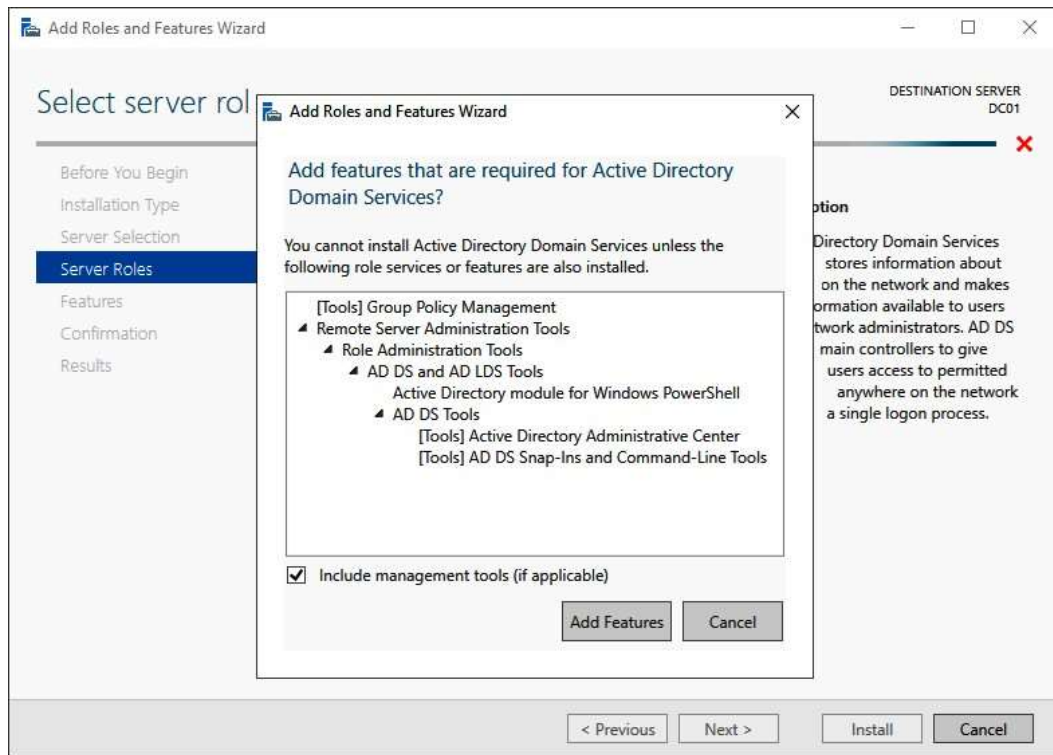 Add Roles and Features Wizard
Select server rol
DESTINATION SERVER
DC01
Before You Begin
Installation Type
Server Selection
Server Roles
Features
Confirmation
Results
Add Roles and Features Wizard
Add features that are required for Active Directory
Domain Services?
You cannot install Active Directory Domain Services unless the
following role services or features are also installed.
[Tools] Group Policy Management
Remote Server Administration Tools
Role Administration Tools
AD DS and AD LDS Tools
Active Directory module for Windows PowerShell
AD DS Tools
[Tools] Active Directory Administrative Center
[Tools] AD DS Snap-Ins and Command-Line Tools
Include management tools (if applicable)
Add Features
Cancel
ption
Directory Domain Services
stores information about
on the network and makes
ormation available to users
twork administrators. AD DS
main controllers to give
users access to permitted
anywhere on the network
a single logon process.
< Previous
Next >
Install
Cancel